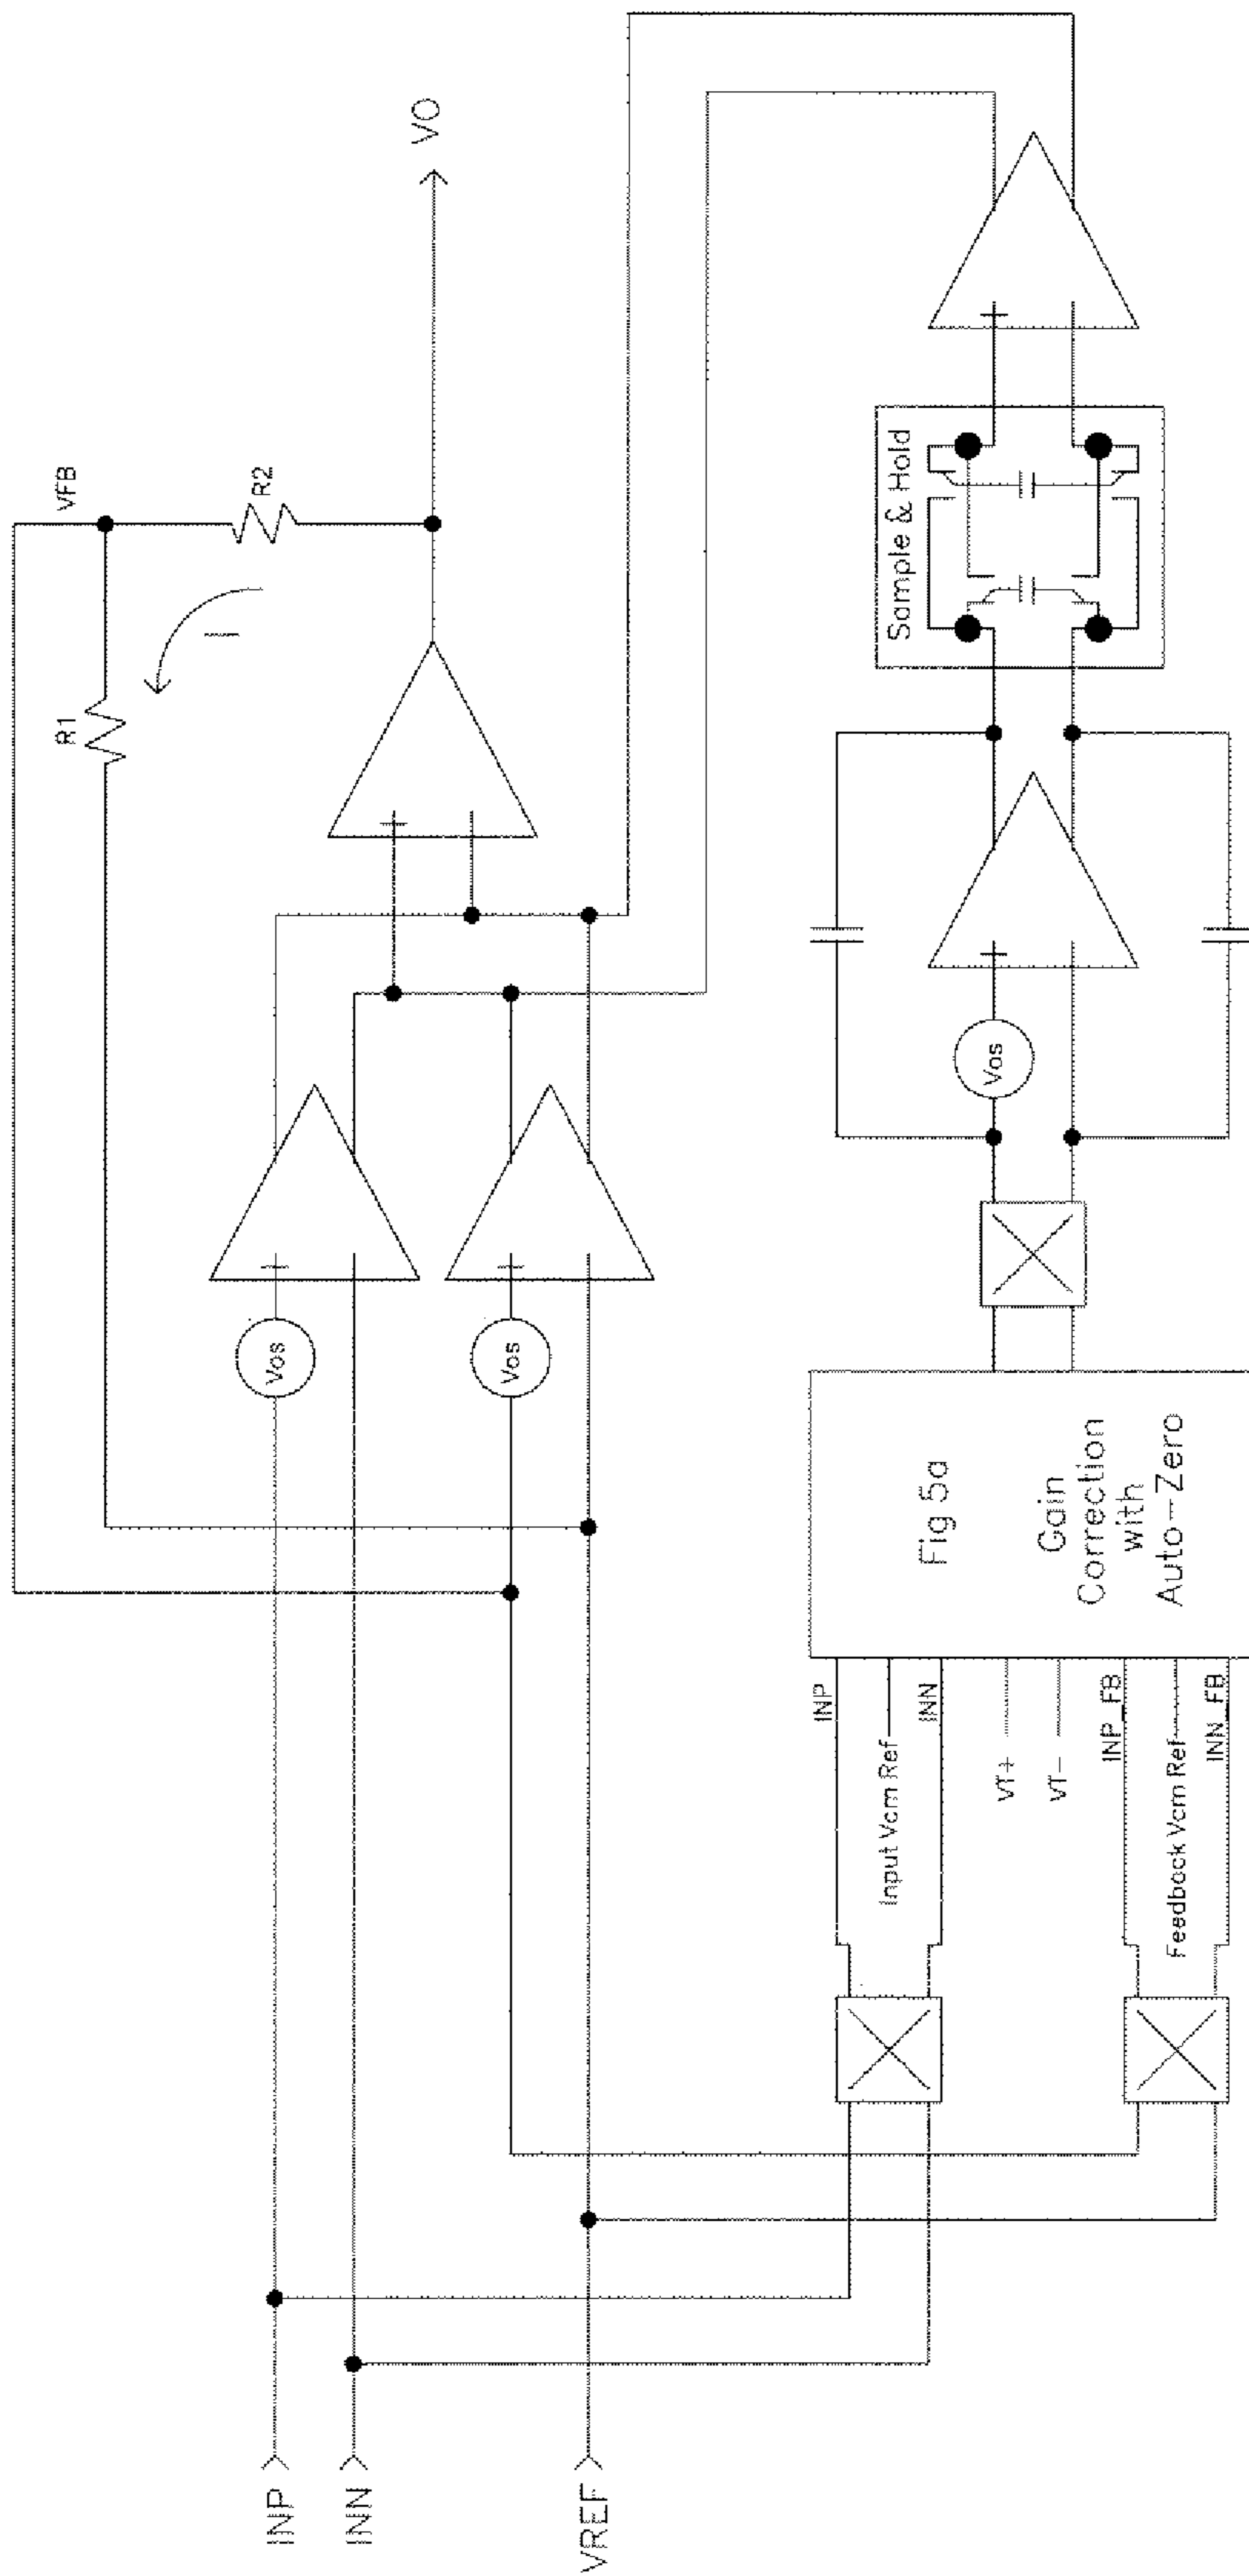 INP
INN
VREF
Vos
Vos
R1
I
VFB
R2
VO
INP
Input Vcm Ref
INN
VT+
VT-
INP_FB
Feedback Vcm Ref
INN_FB
Fig 5a
Gain
Correction
with
Auto-Zero
Vos
Sample & Hold